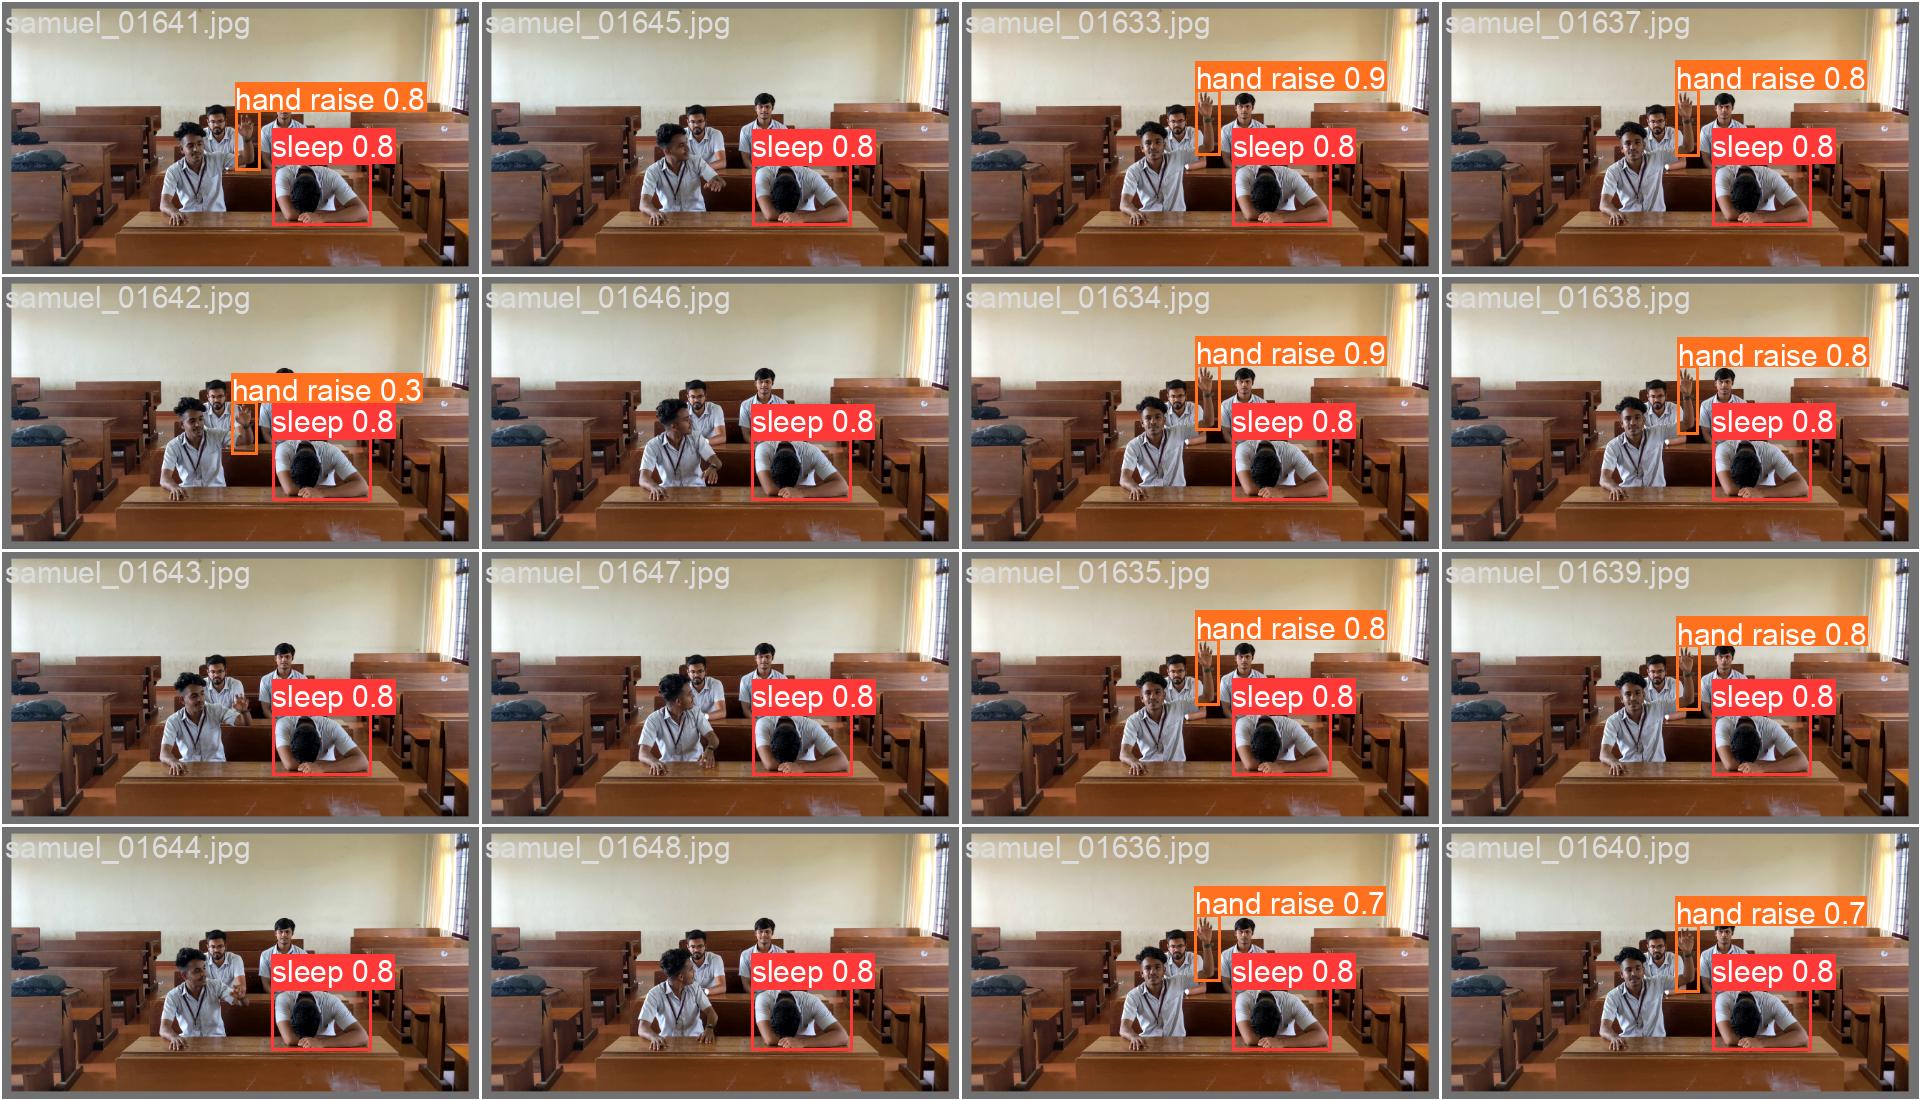 samuel_01641.jpg
hand raise 0.8
sleep 0.8
samuel_01645.jpg
sleep 0.8
samuel_01633.jpg
hand raise 0.9
sleep 0.8
samuel_01637.jpg
hand raise 0.8
sleep 0.8
samuel_01642.jpg
hand raise 0.3
sleep 0.8
samuel_01646.jpg
sleep 0.8
samuel_01634.jpg
hand raise 0.9
sleep 0.8
samuel_01638.jpg
hand raise 0.8
sleep 0.8
samuel_01643.jpg
sleep 0.8
samuel_01647.jpg
sleep 0.8
samuel_01635.jpg
hand raise 0.8
sleep 0.8
samuel_01639.jpg
hand raise 0.8
sleep 0.8
samuel_01644.jpg
sleep 0.8
samuel_01648.jpg
sleep 0.8
samuel_01636.jpg
hand raise 0.7
sleep 0.8
samuel_01640.jpg
hand raise 0.7
sleep 0.8